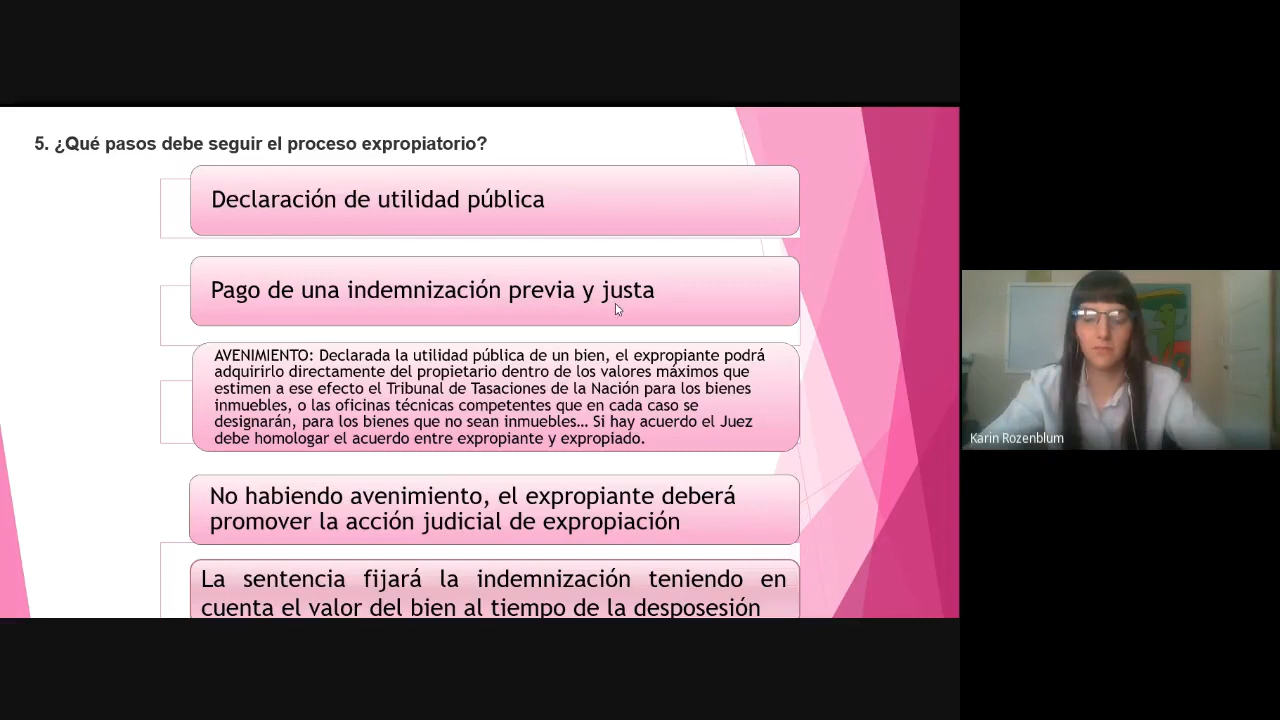 5. ¿Qué pasos debe seguir el proceso expropiatorio?
Declaración de utilidad pública
Pago de una indemnización previa y justa
AVENIMIENTO: Declarada la utilidad pública de un bien, el expropiante podrá
adquirirlo directamente del propietario dentro de los valores máximos que
estimen a ese efecto el Tribunal de Tasaciones de la Nación para los bienes
inmuebles, o las oficinas técnicas competentes que en cada caso se
designarán, para los bienes que no sean inmuebles… Si hay acuerdo el Juez
debe homologar el acuerdo entre expropiante y expropiado.
No habiendo avenimiento, el expropiante deberá
promover la acción judicial de expropiación
La sentencia fijará la indemnización teniendo en
cuenta el valor del bien al tiempo de la desposesión
Karin Rozenblum